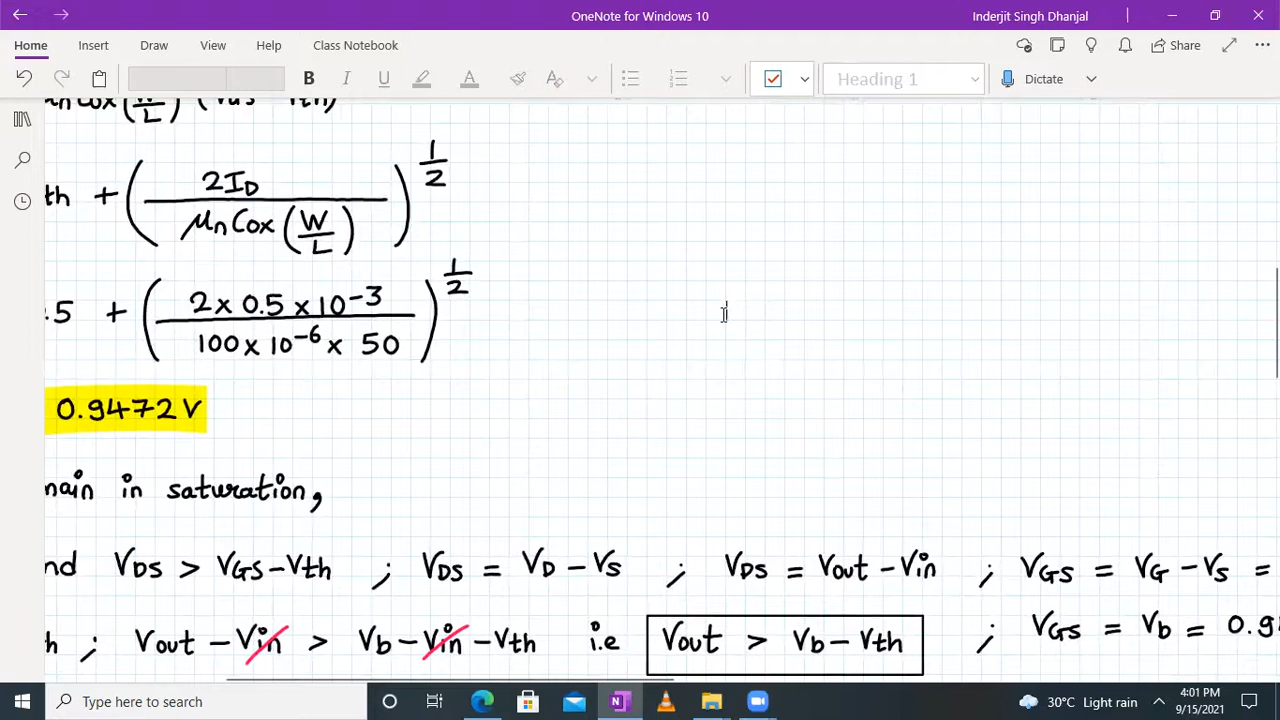 OneNote for Windows 10
Inderjit Singh Dhanjal
Home Insert Draw View Help Class Notebook
Share
B I U A
Heading 1
Dictate
th + (2ID / μnCox(W/L))^1/2
.5 + (2 x 0.5 x 10^-3 / 100 x 10^-6 x 50)^1/2
0.9472V
main in saturation,
nd VDS > VGS-Vth ; VDS = VD - VS ; VDS = Vout - Vin ; VGS = VG - VS =
h ; Vout - Vin > Vb - Vin - Vth i.e Vout > Vb - Vth ;
VGS = Vb = 0.9
Type here to search
30°C Light rain
4:01 PM
9/15/2021